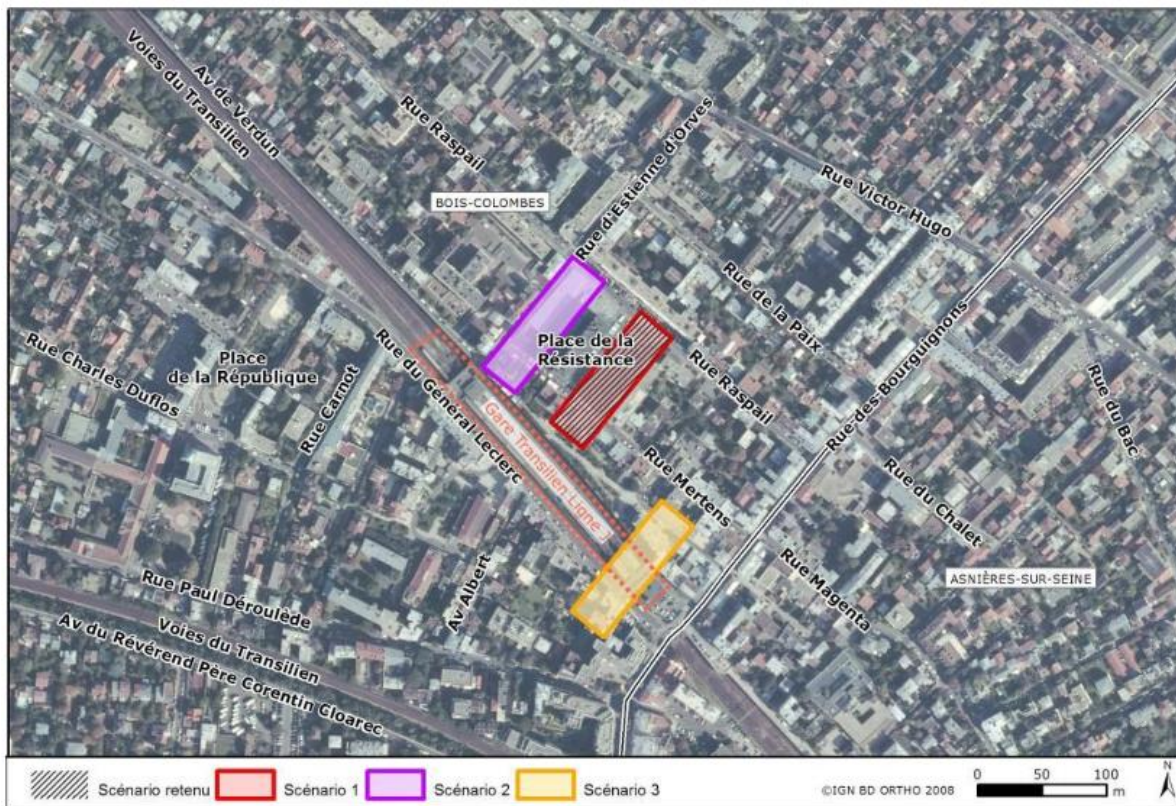 Av de Verdun
Voies du Transilien
Rue Raspail
BOIS-COLOMBES
Rue d'Estienne d'Orves
Rue Victor Hugo
Rue de la Paix
Place de la
Résistance
Rue Raspail
Rue des Bourguignons
Rue du Bac
Place
de la République
Rue Charles Duflos
Rue Carnot
Rue du Général Leclerc
Gare Transilien Ligne J
Rue Mertens
Rue du Chalet
Rue Magenta
ASNIÈRES-SUR-SEINE
Av Albert
Rue Paul Déroulède
Voies du Transilien
Av du Révérend Père Corentin Cloarec
Scénario retenu
Scénario 1
Scénario 2
Scénario 3
©IGN BD ORTHO 2008
0 50 100
m
N